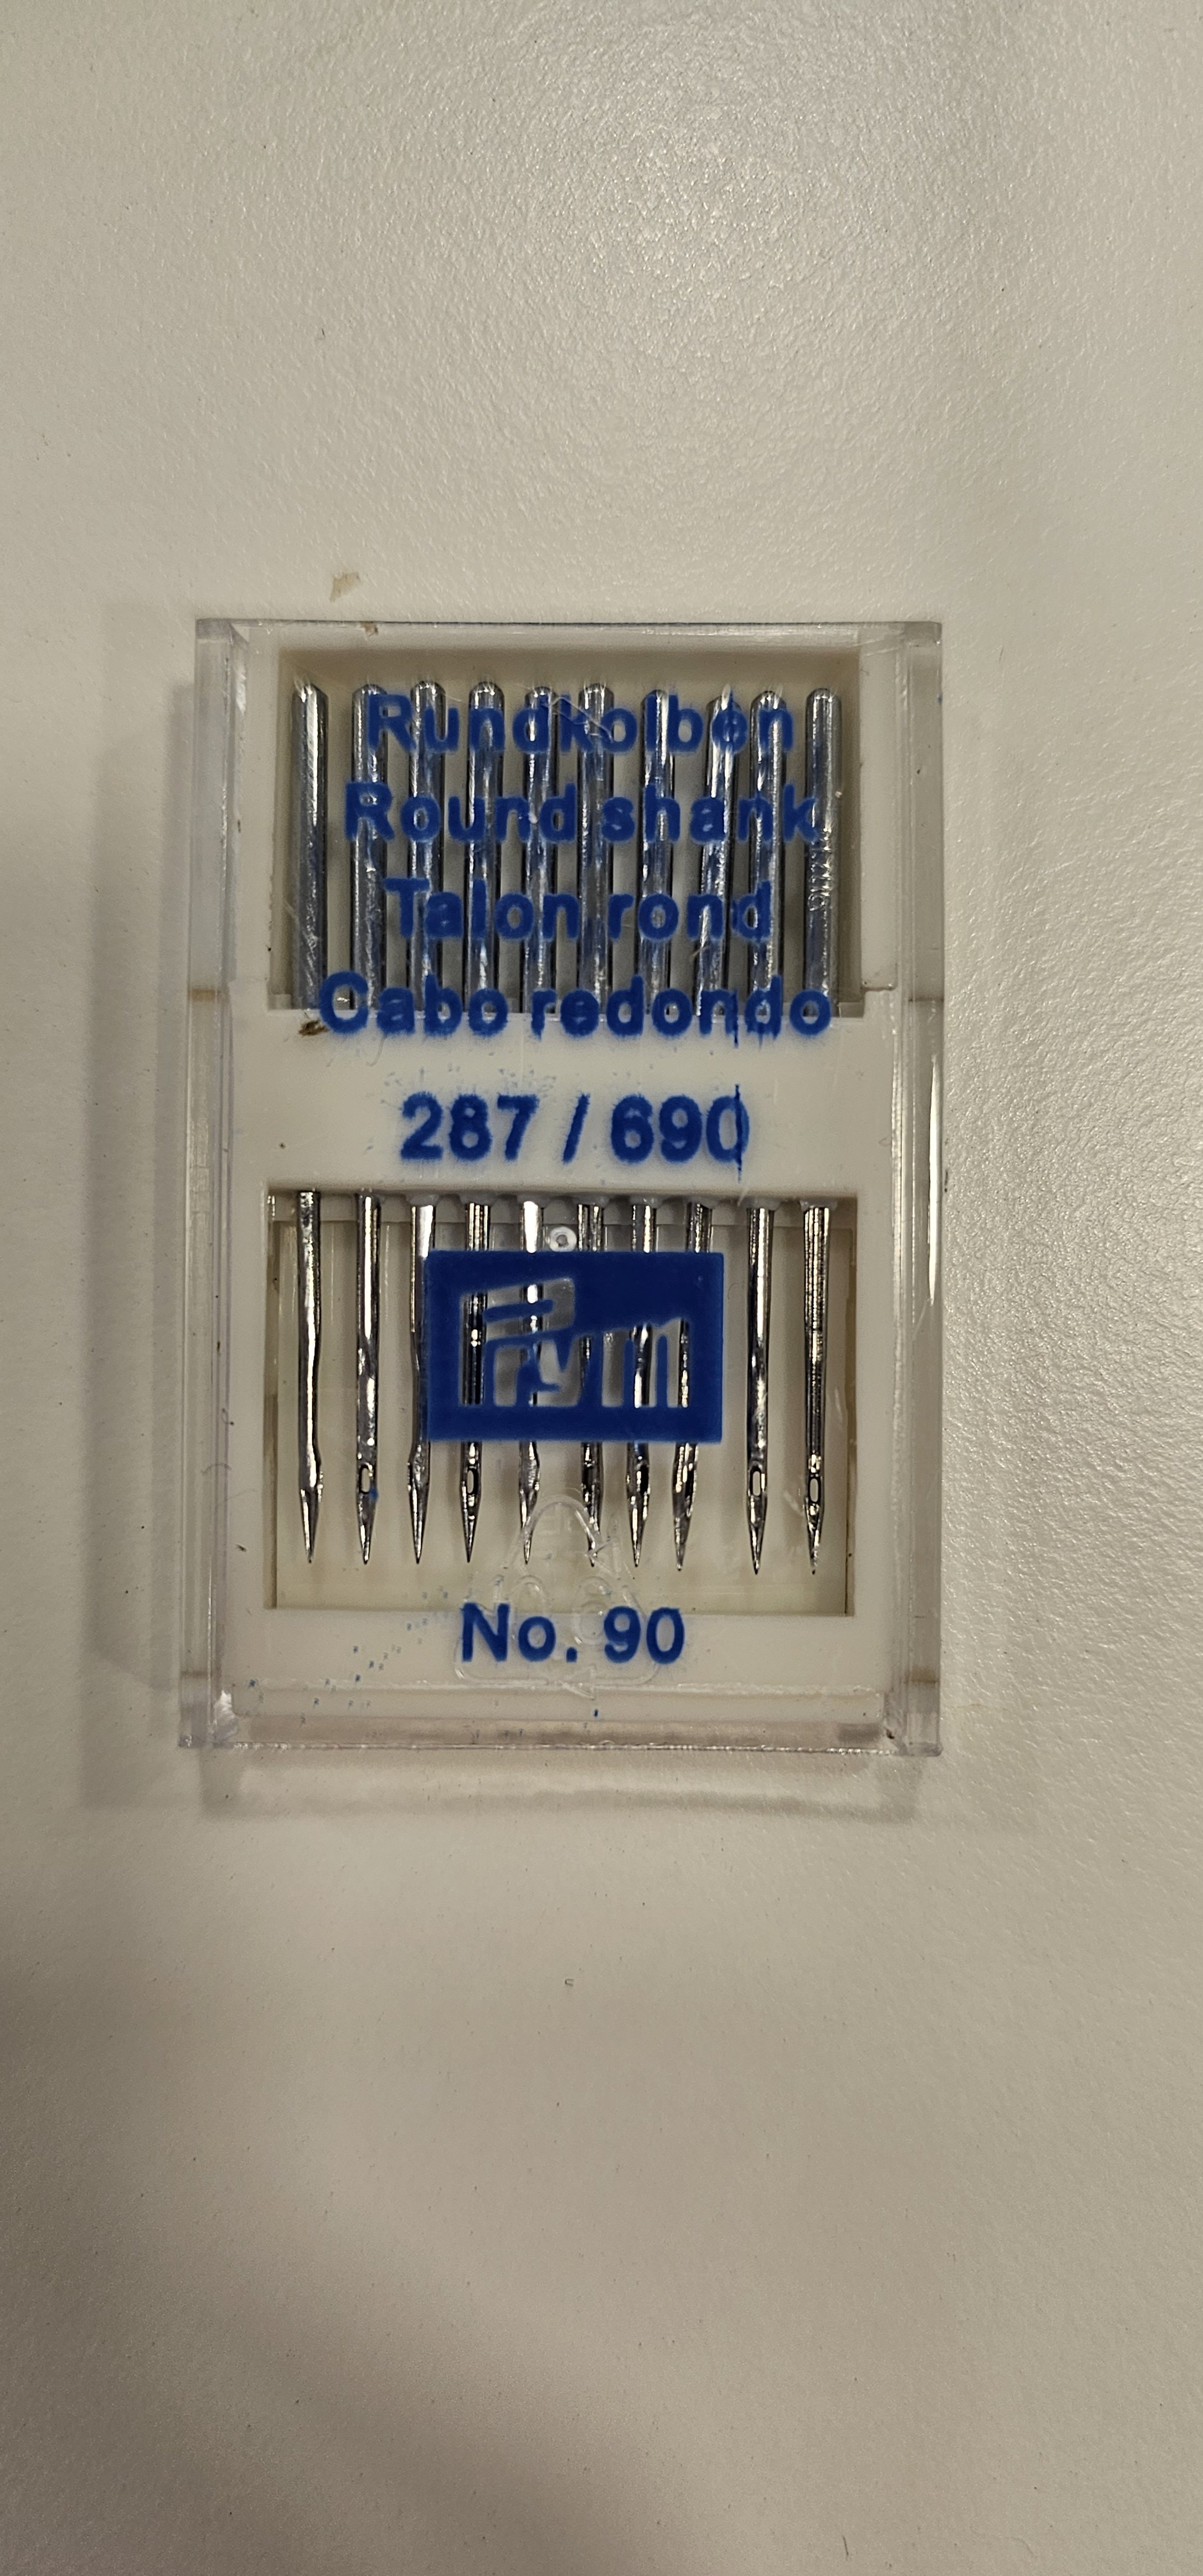 Rundkolben
Round shank
Talon rond
Cabo redondo
287 / 690
Prym
No. 90